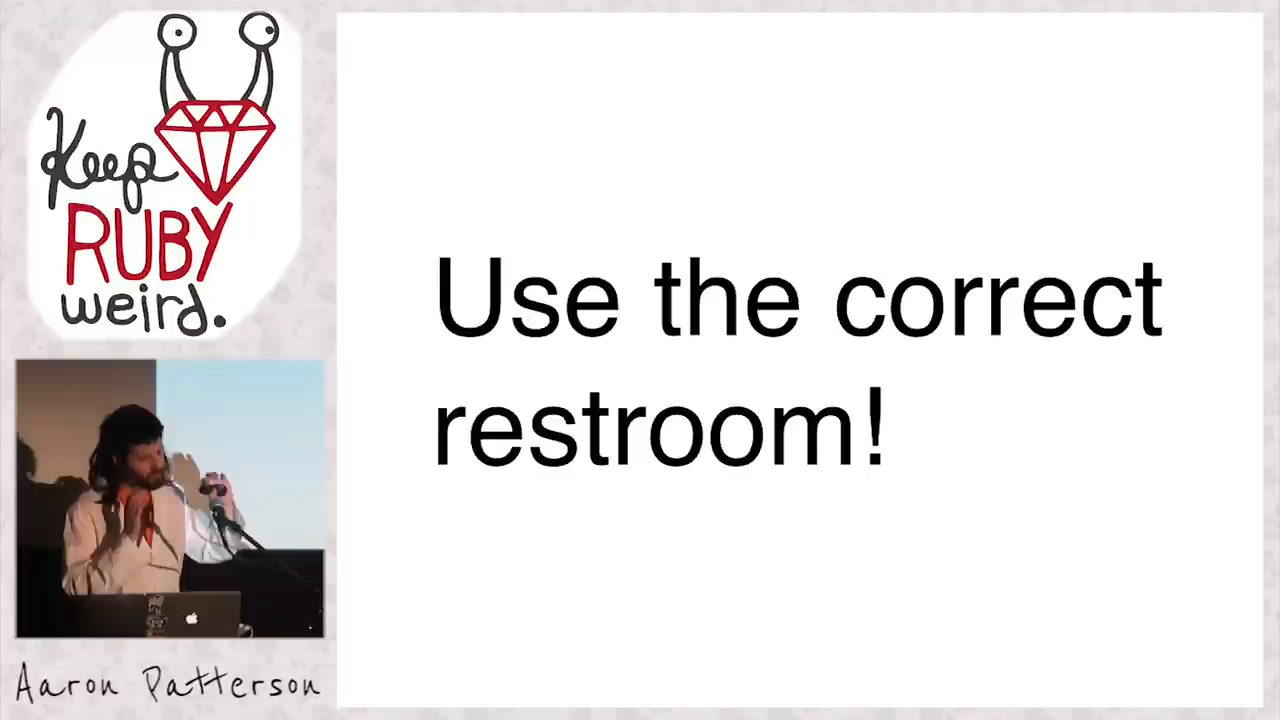 Keep
RUBY
weird.
Use the correct
restroom!
Aaron Patterson